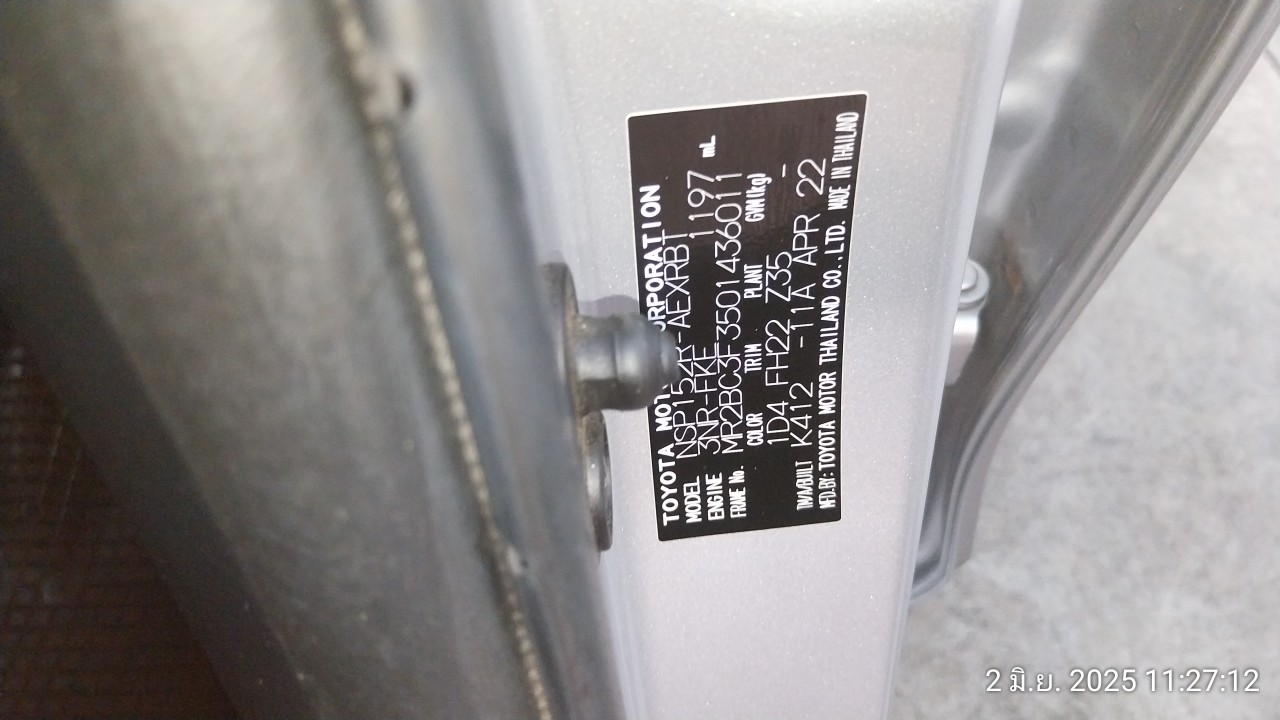 TOYOTA MOTOR CORPORATION
MODEL NSP152R-AEXRBT
ENGINE 3NR-FKE 1197 mL
FRAME No. MR2BC3F3501436011
COLOR TRIM PLANT GVM(kg)
1D4 FH22 Z35 -
T/M/A/BUILT K412 -11A APR 22
MFD.BY: TOYOTA MOTOR THAILAND CO.,LTD. MADE IN THAILAND
2 มิ.ย. 2025 11:27:12